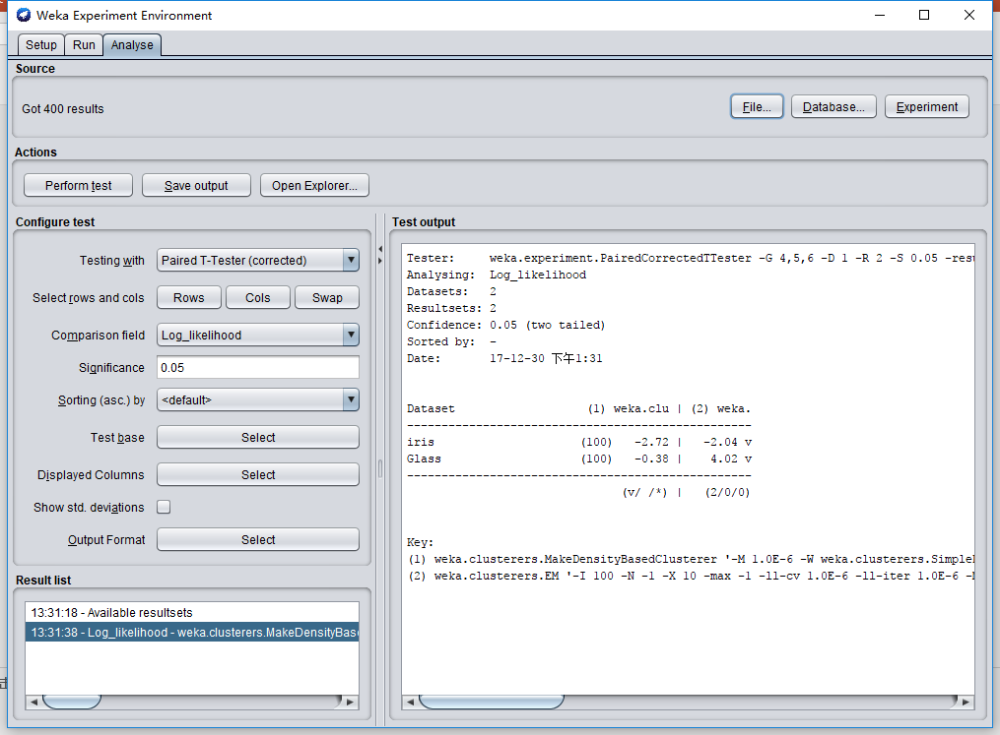 Weka Experiment Environment
Setup Run Analyse
Source
Got 400 results
File... Database... Experiment
Actions
Perform test Save output Open Explorer...
Configure test
Testing with Paired T-Tester (corrected)
Select rows and cols Rows Cols Swap
Comparison field Log_likelihood
Significance 0.05
Sorting (asc.) by <default>
Test base Select
Displayed Columns Select
Show std. deviations
Output Format Select
Result list
13:31:18 - Available resultsets
13:31:38 - Log_likelihood - weka.clusterers.MakeDensityBase
Test output
Tester: weka.experiment.PairedCorrectedTTester -G 4,5,6 -D 1 -R 2 -S 0.05 -resu
Analysing: Log_likelihood
Datasets: 2
Resultsets: 2
Confidence: 0.05 (two tailed)
Sorted by: -
Date: 17-12-30 下午1:31
Dataset (1) weka.clu | (2) weka.
--------------------------------------------------
iris (100) -2.72 | -2.04 v
Glass (100) -0.38 | 4.02 v
--------------------------------------------------
(v/ /*) | (2/0/0)
Key:
(1) weka.clusterers.MakeDensityBasedClusterer '-M 1.0E-6 -W weka.clusterers.Simple
(2) weka.clusterers.EM '-I 100 -N -1 -X 10 -max -1 -ll-cv 1.0E-6 -ll-iter 1.0E-6 -